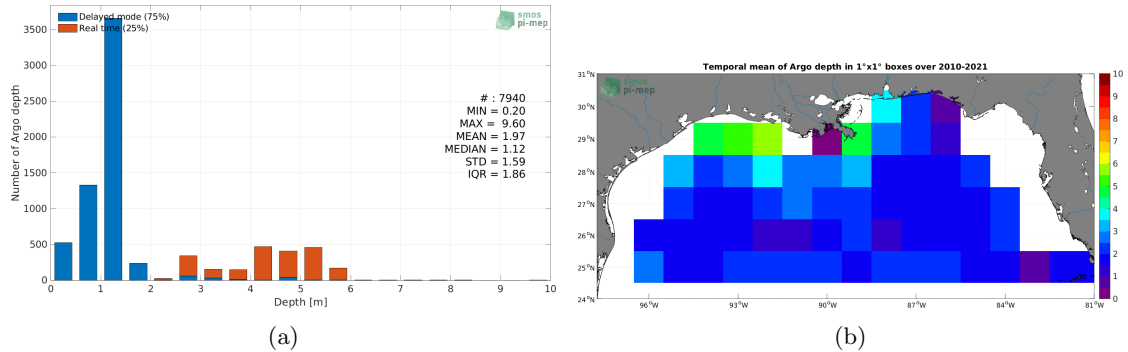 Delayed mode (75%)
Real time (25%)
smos
pi-mep
Number of Argo depth
3500
3000
2500
2000
1500
1000
500
0
# : 7940
MIN = 0.20
MAX = 9.60
MEAN = 1.97
MEDIAN = 1.12
STD = 1.59
IQR = 1.86
0 1 2 3 4 5 6 7 8 9 10
Depth [m]
(a)
Temporal mean of Argo depth in 1°x1° boxes over 2010-2021
smos
pi-mep
31°N
30°N
29°N
28°N
27°N
26°N
25°N
24°N
96°W 93°W 90°W 87°W 84°W 81°W
10
9
8
7
6
5
4
3
2
1
0
(b)